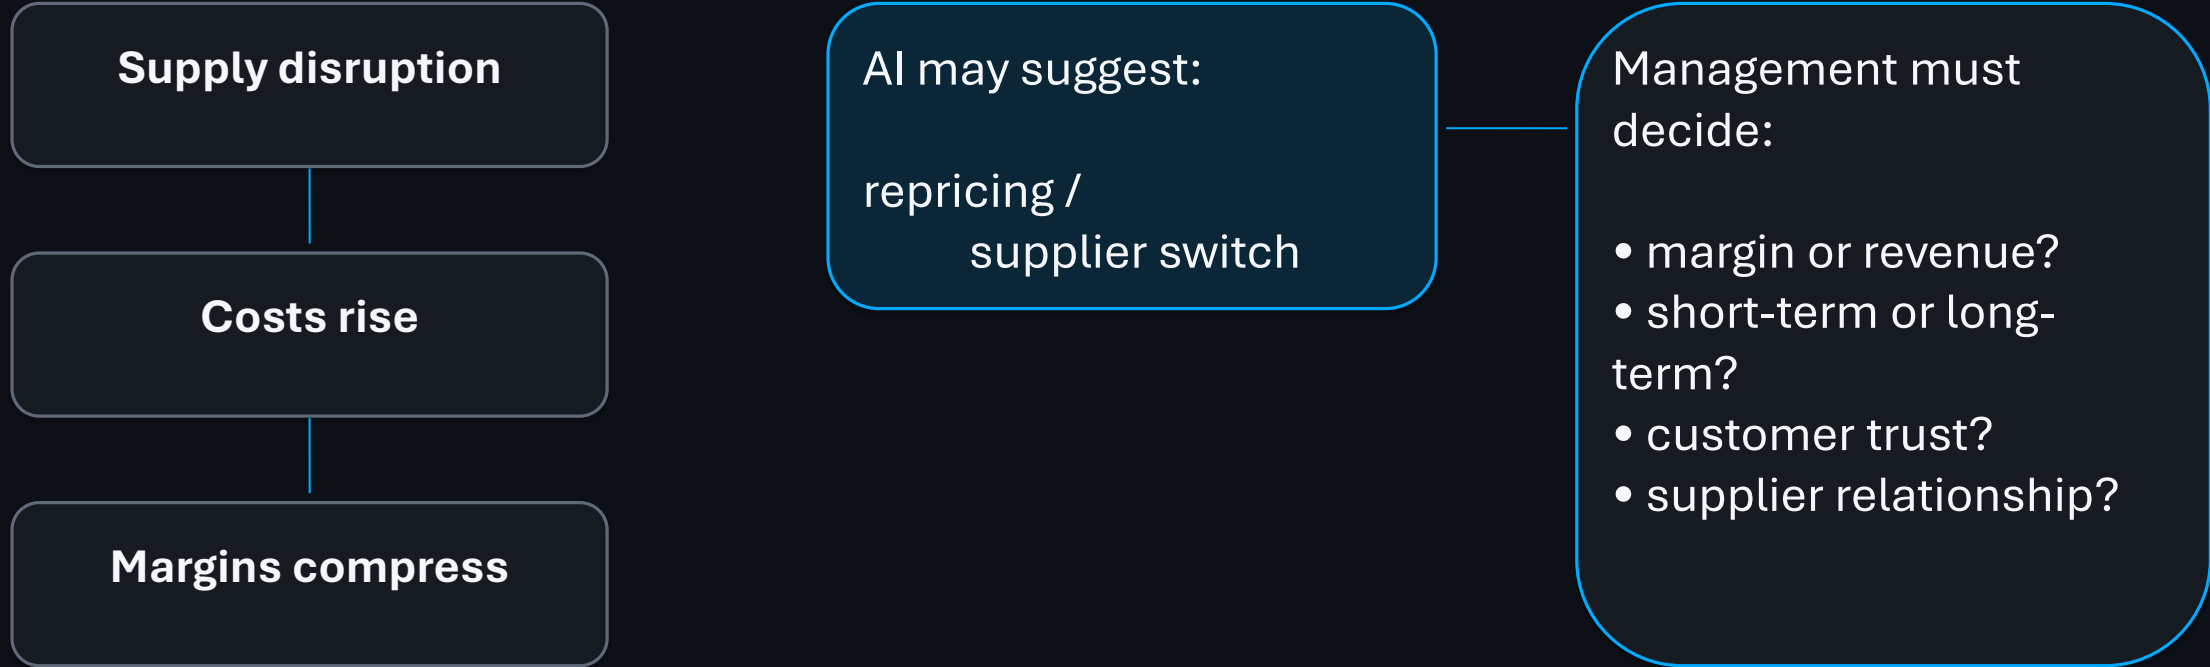 Supply disruption
Costs rise
Margins compress
AI may suggest:
repricing /
supplier switch
Management must
decide:
• margin or revenue?
• short-term or long-
term?
• customer trust?
• supplier relationship?